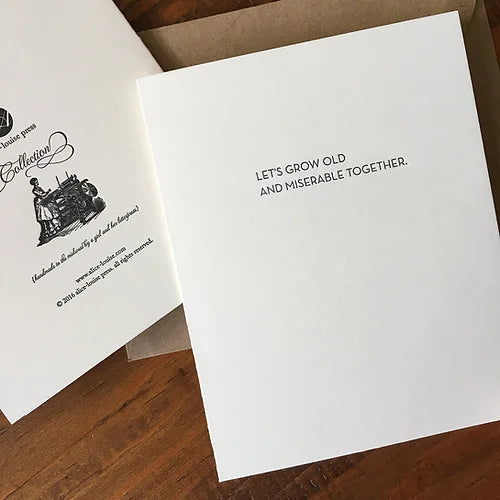 -louise press
Collection
(handmade in the midwest by a girl and her letterpress)
www.alice-louise.com
© 2016 alice-louise press. all rights reserved.
LET'S GROW OLD
AND MISERABLE TOGETHER.